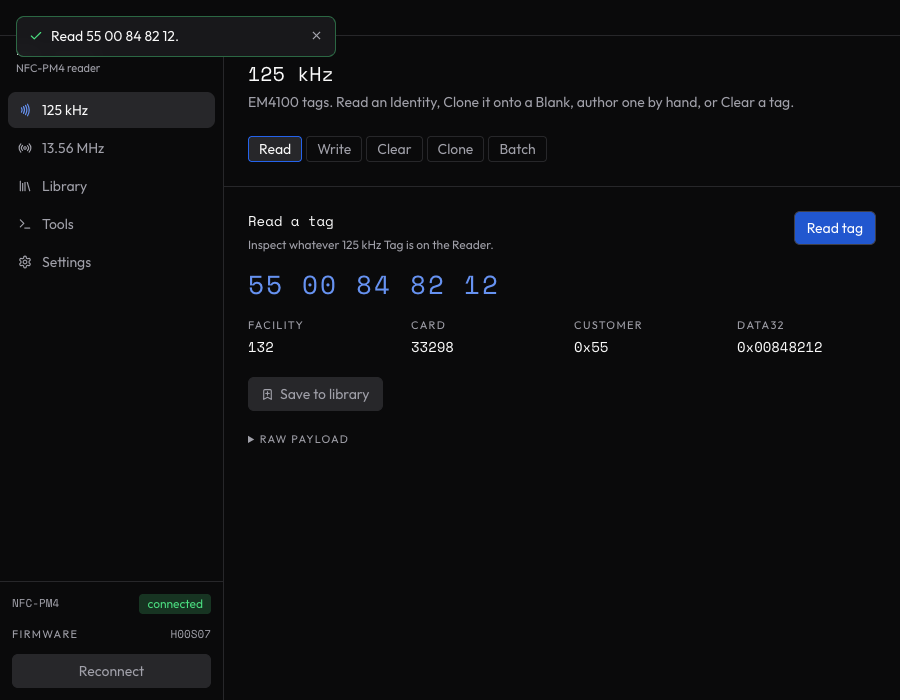 Read 55 00 84 82 12.
NFC-PM4 reader
125 kHz
13.56 MHz
Library
Tools
Settings
NFC-PM4
connected
FIRMWARE
H00S07
Reconnect
125 kHz
EM4100 tags. Read an Identity, Clone it onto a Blank, author one by hand, or Clear a tag.
Read
Write
Clear
Clone
Batch
Read a tag
Inspect whatever 125 kHz Tag is on the Reader.
Read tag
55 00 84 82 12
FACILITY
132
CARD
33298
CUSTOMER
0x55
DATA32
0x00848212
Save to library
RAW PAYLOAD